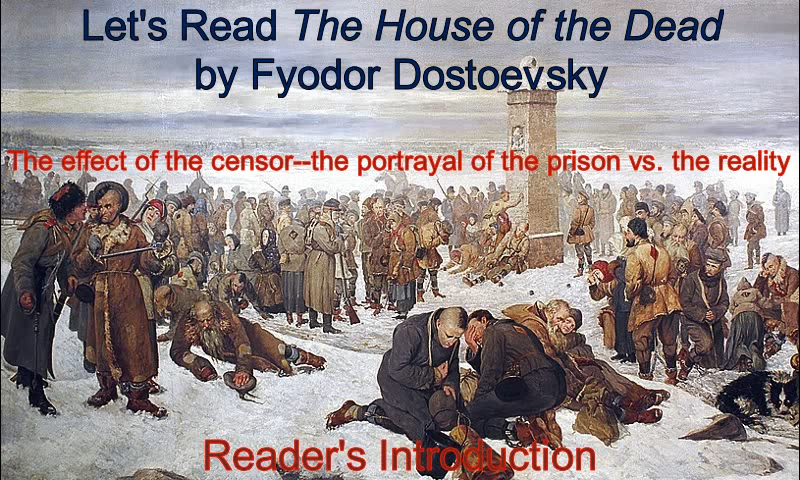 Let's Read The House of the Dead
by Fyodor Dostoevsky
The effect of the censor--the portrayal of the prison vs. the reality
Reader's Introduction